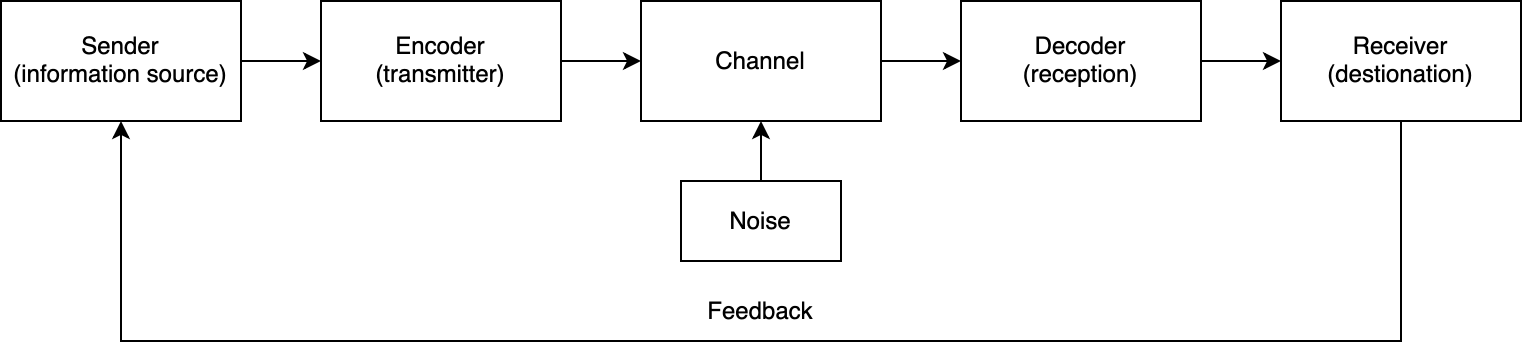 Sender
(information source)
Encoder
(transmitter)
Channel
Decoder
(reception)
Receiver
(destionation)
Noise
Feedback